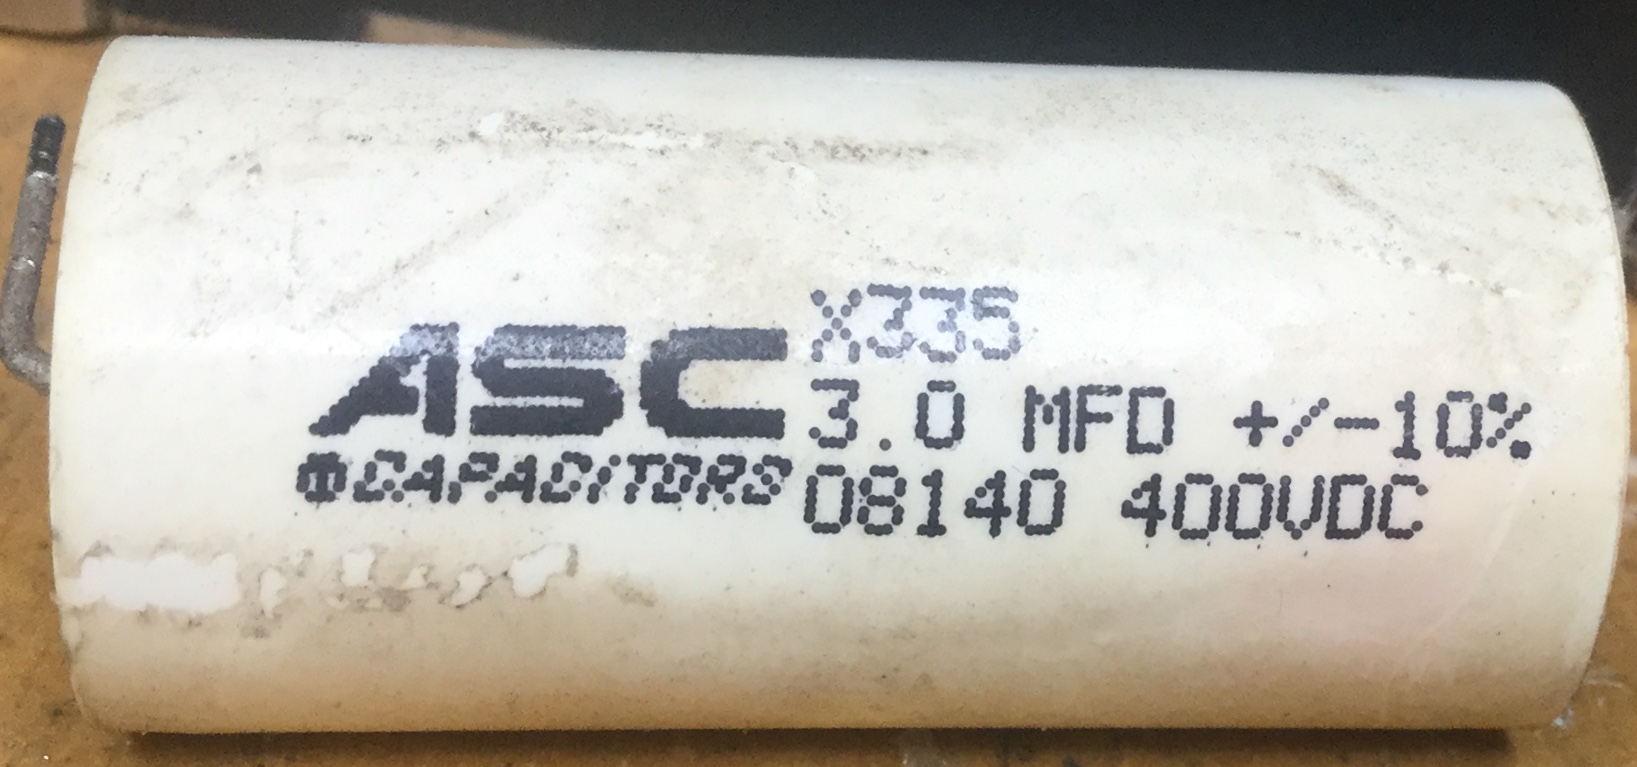 ASC X335
3.0 MFD +/-10%
CAPACITORS 08140 400VDC